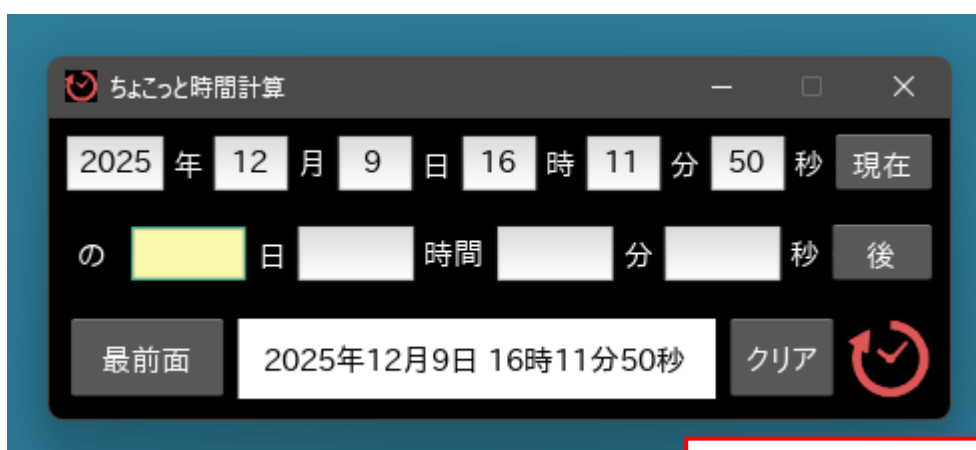 ちょこっと時間計算
2025 年 12 月 9 日 16 時 11 分 50 秒 現在
の 日 時間 分 秒 後
最前面 2025年12月9日 16時11分50秒 クリア